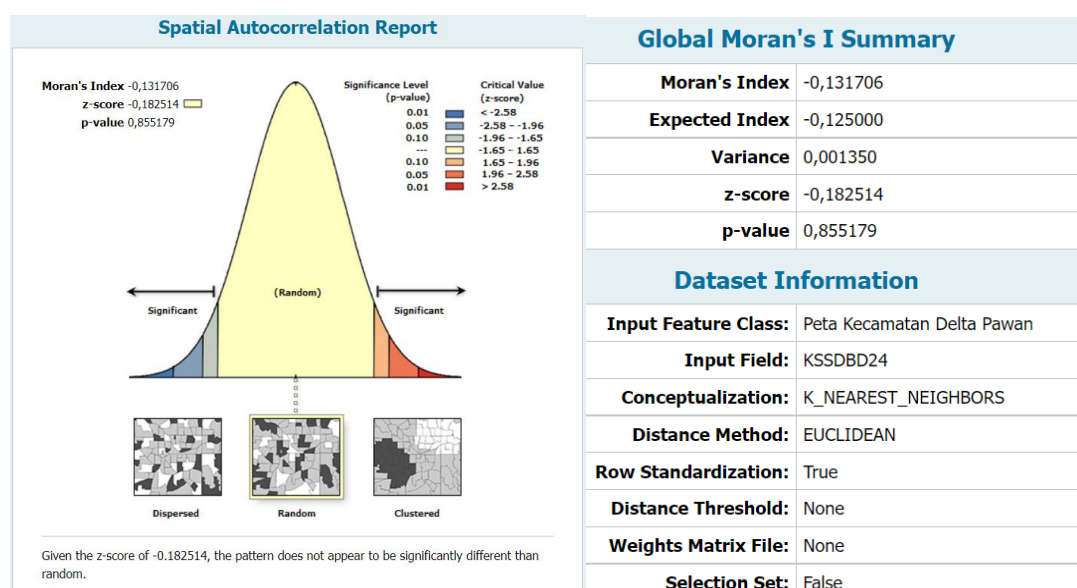 Spatial Autocorrelation Report
Moran's Index -0,131706
z-score -0,182514
p-value 0,855179
Significance Level
(p-value)
Critical Value
(z-score)
0.01 < -2.58
0.05 -2.58 - -1.96
0.10 -1.96 - -1.65
--- -1.65 - 1.65
0.10 1.65 - 1.96
0.05 1.96 - 2.58
0.01 > 2.58
(Random)
Significant
Significant
Dispersed
Random
Clustered
Given the z-score of -0.182514, the pattern does not appear to be significantly different than
random.
Global Moran's I Summary
Moran's Index -0,131706
Expected Index -0,125000
Variance 0,001350
z-score -0,182514
p-value 0,855179
Dataset Information
Input Feature Class: Peta Kecamatan Delta Pawan
Input Field: KSSDBD24
Conceptualization: K_NEAREST_NEIGHBORS
Distance Method: EUCLIDEAN
Row Standardization: True
Distance Threshold: None
Weights Matrix File: None
Selection Set: False